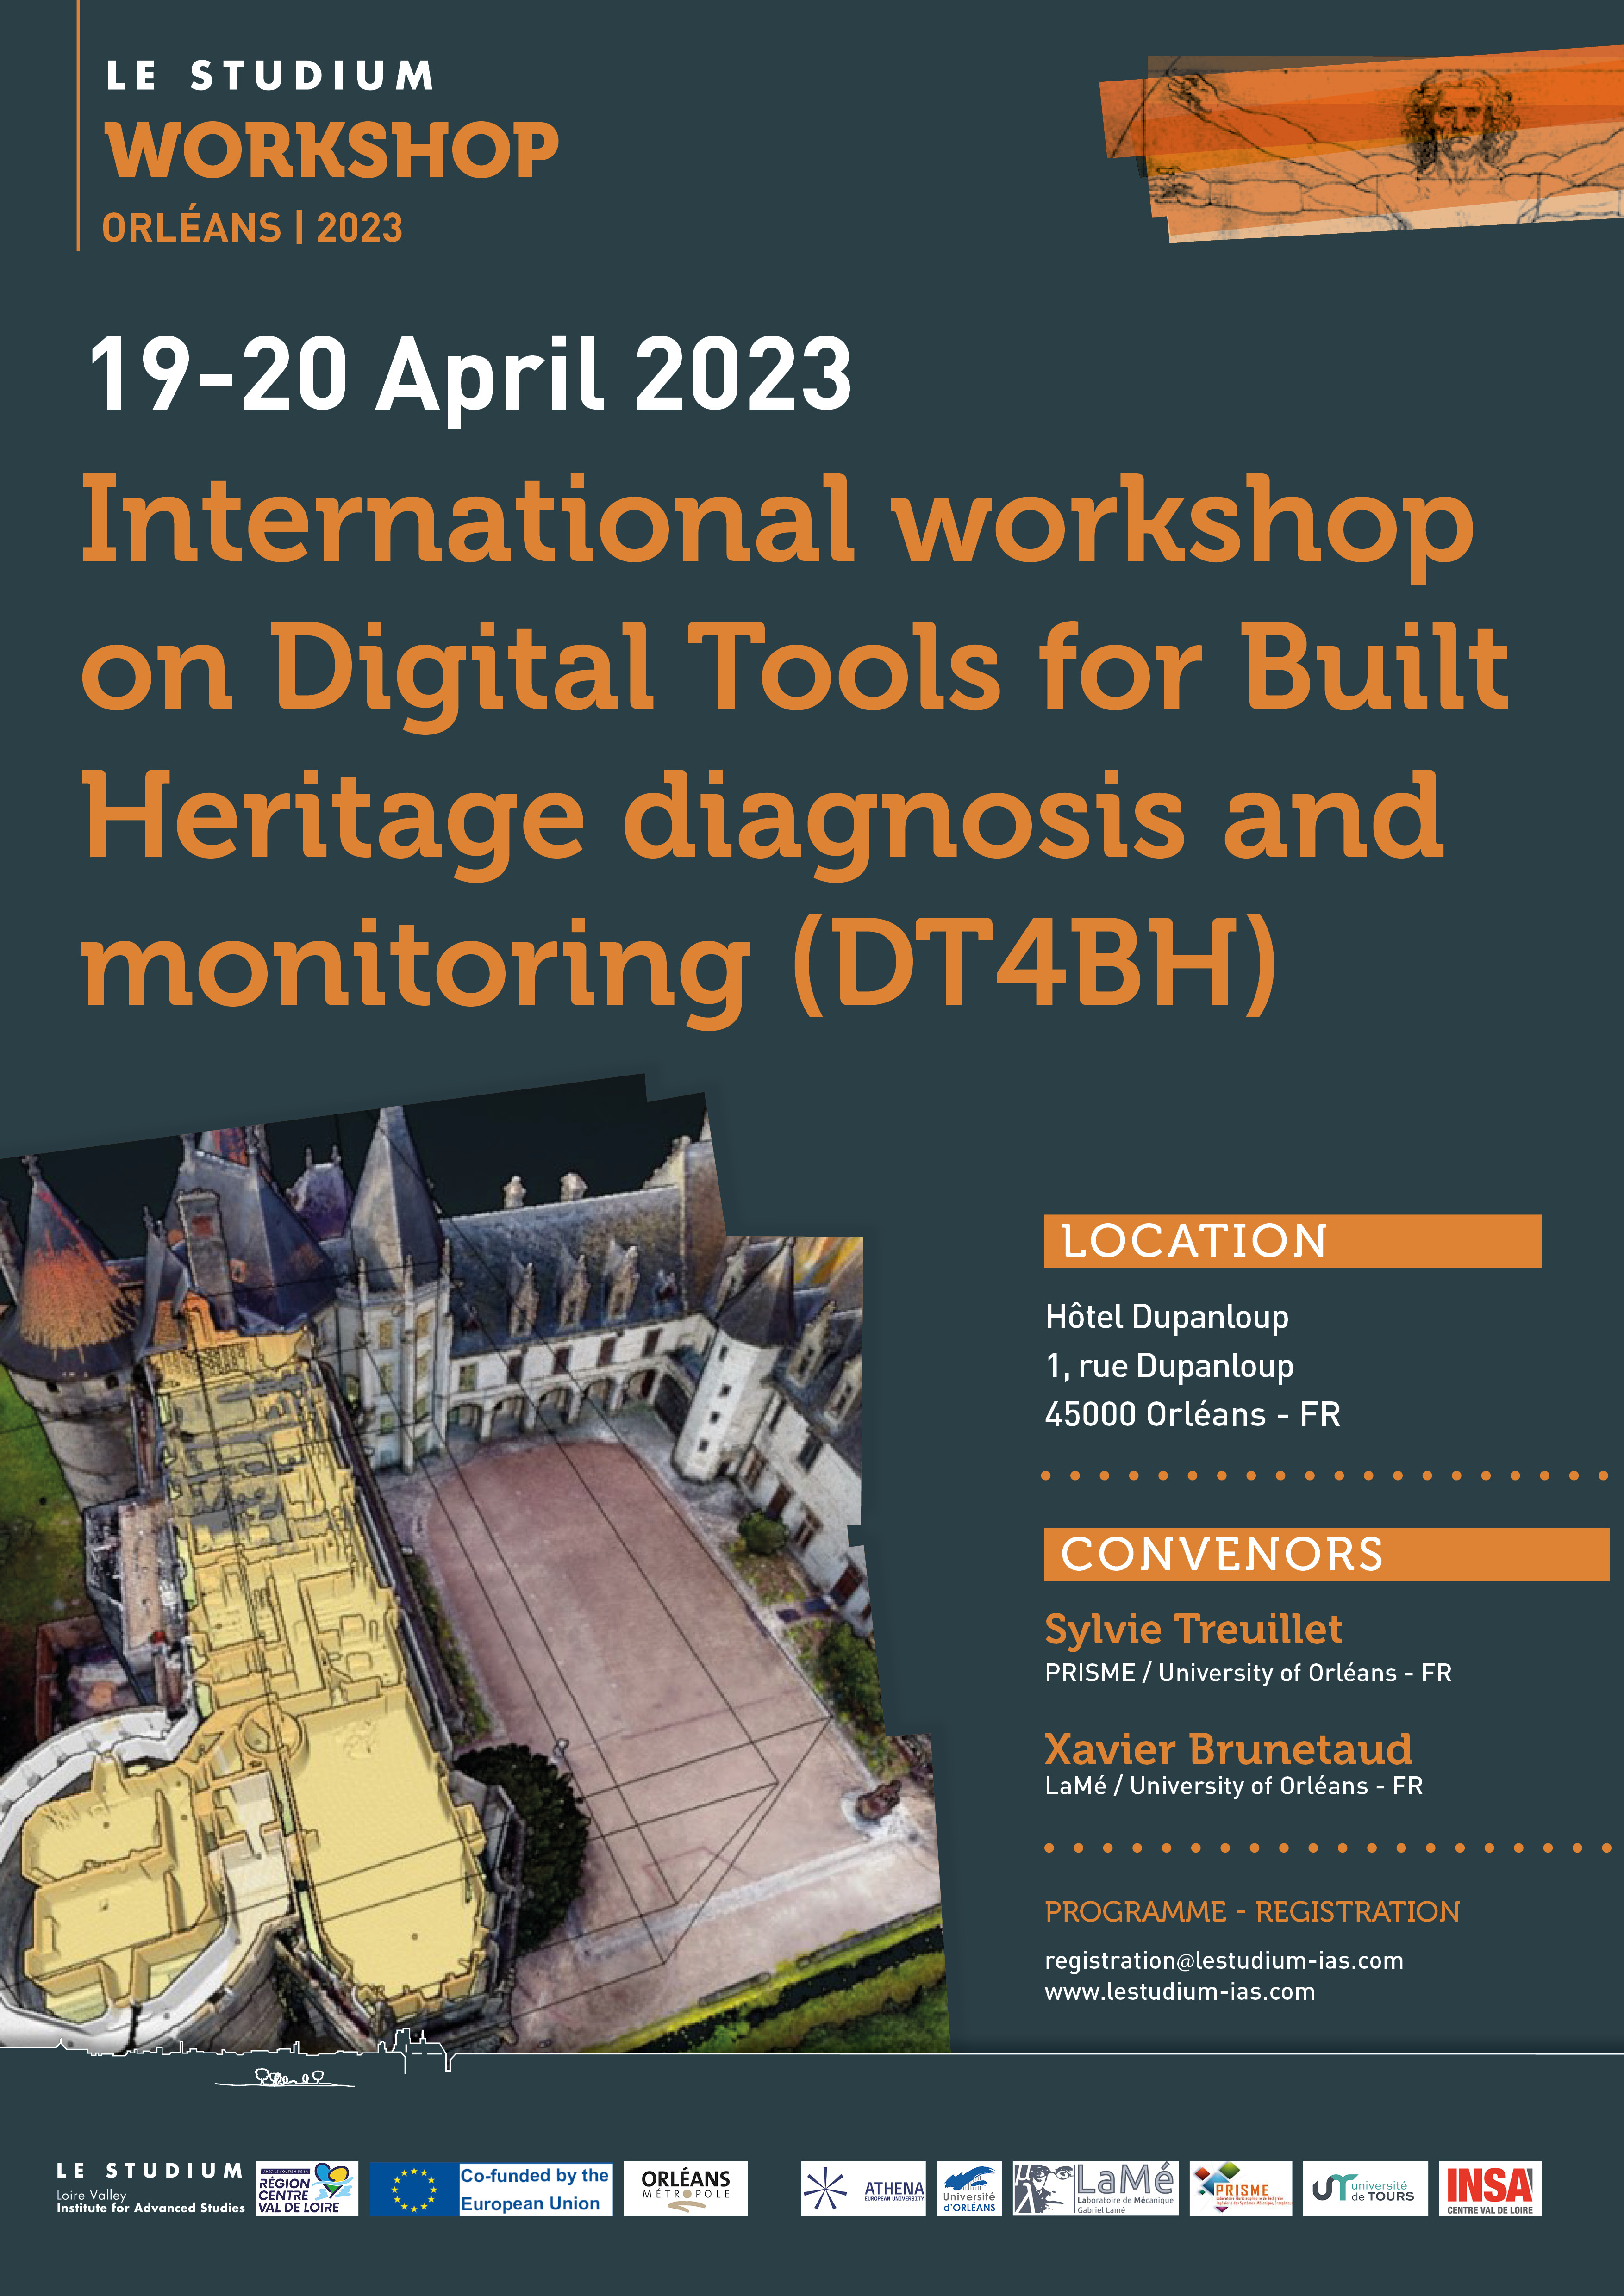 LE STUDIUM
WORKSHOP
ORLÉANS | 2023
19-20 April 2023
International workshop
on Digital Tools for Built
Heritage diagnosis and
monitoring (DT4BH)
LOCATION
Hôtel Dupanloup
1, rue Dupanloup
45000 Orléans - FR
CONVENORS
Sylvie Treuillet
PRISME / University of Orléans - FR
Xavier Brunetaud
LaMé / University of Orléans - FR
PROGRAMME - REGISTRATION
registration@lestudium-ias.com
www.lestudium-ias.com
LE STUDIUM
Loire Valley
Institute for Advanced Studies
AVEC LE SOUTIEN DE LA
RÉGION
CENTRE
VAL DE LOIRE
Co-funded by the
European Union
ORLÉANS
MÉTROPOLE
ATHENA
EUROPEAN UNIVERSITY
Université
d'ORLÉANS
LaMé
Laboratoire de Mécanique
Gabriel Lamé
PRISME
université
de TOURS
INSA
CENTRE VAL DE LOIRE